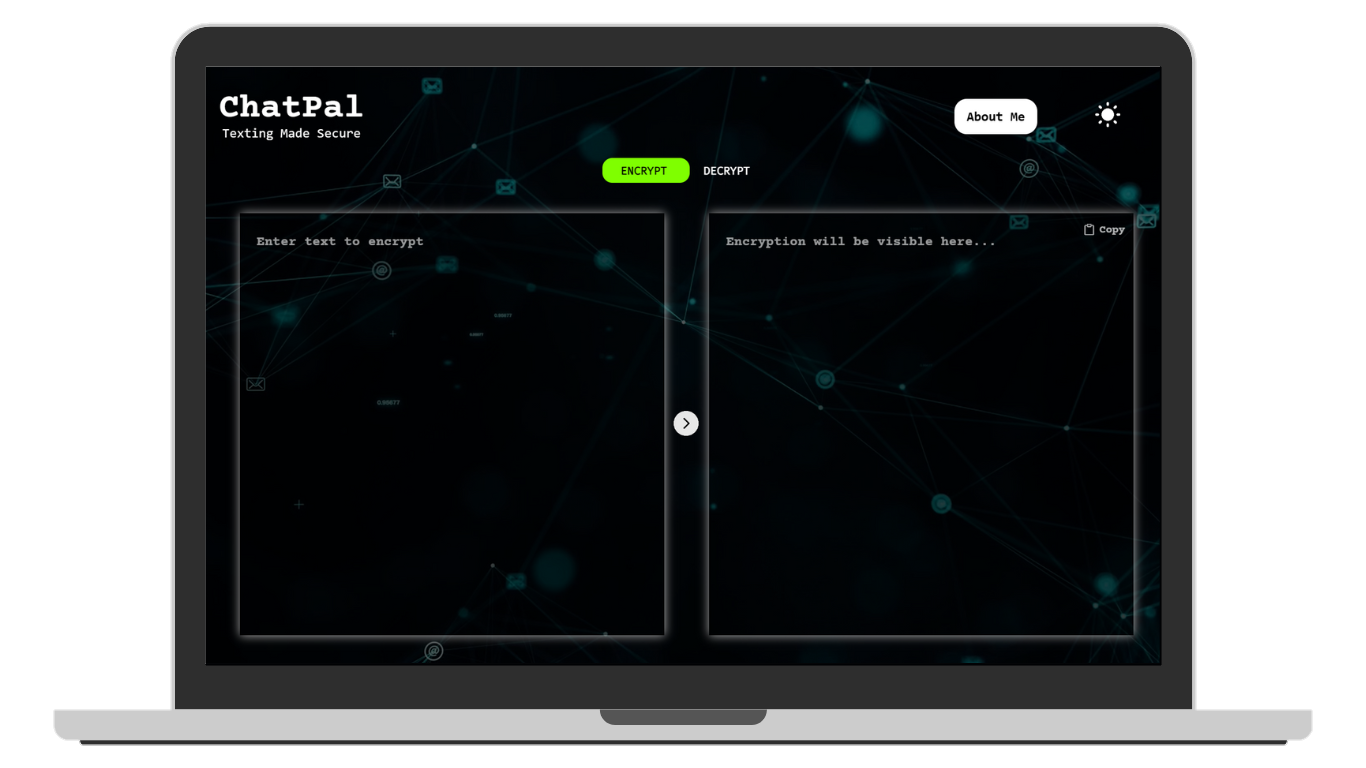 ChatPal
Texting Made Secure
About Me
ENCRYPT
DECRYPT
Enter text to encrypt
Encryption will be visible here...
Copy